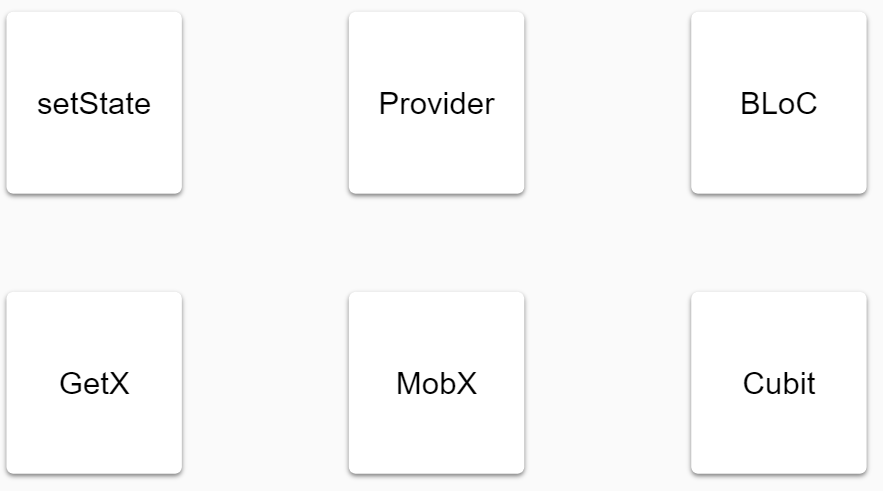 setState
Provider
BLoC
GetX
MobX
Cubit